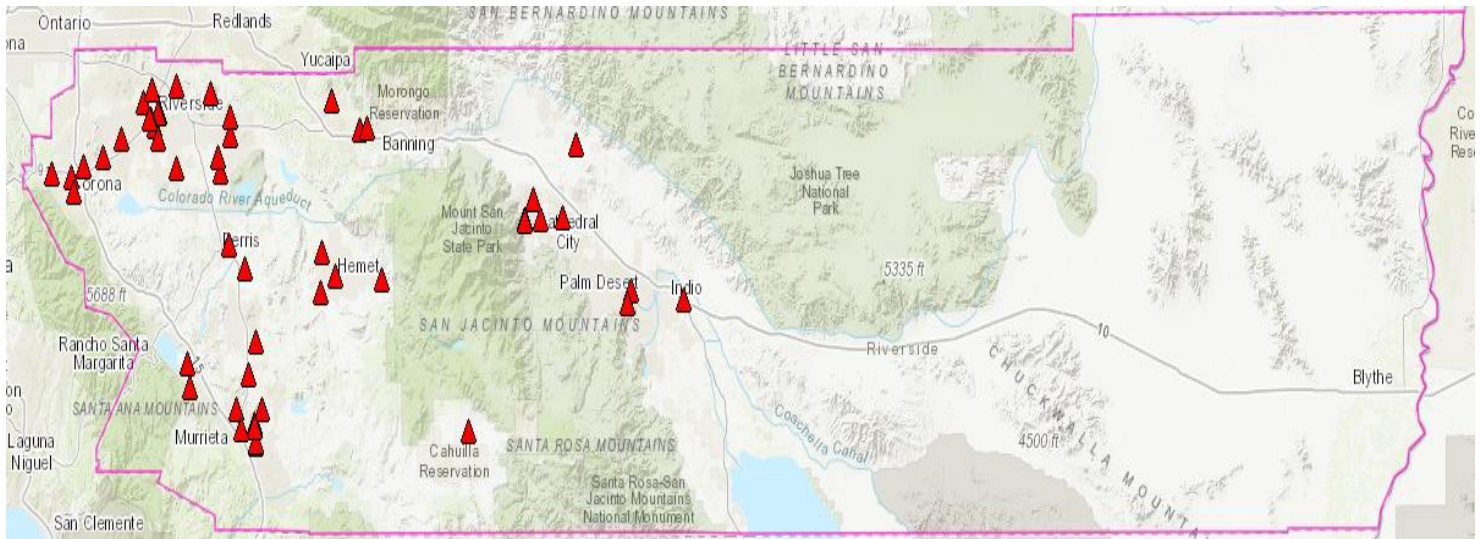 SAN BERNARDINO MOUNTAINS
Ontario
Redlands
Yucaipa
LITTLE SAN
BERNARDINO
MOUNTAINS
Morongo
Reservation
Riverside
Banning
Corona
Colorado River Aqueduct
Joshua Tree
National
Park
Mount San
Jacinto
State Park
Cathedral
City
Perris
Hemet
5335 ft
Palm Desert
Indio
5688 ft
SAN JACINTO MOUNTAINS
10
Rancho Santa
Margarita
15
Riverside
CHUCKWALLA MOUNTA
Blythe
SANTA ANA MOUNTAINS
Murrieta
Laguna
Niguel
Cahuilla
Reservation
SANTA ROSA MOUNTAINS
Coachella Canal
4500 ft
Santa Rosa-San
Jacinto Mountains
National Monument
San Clemente